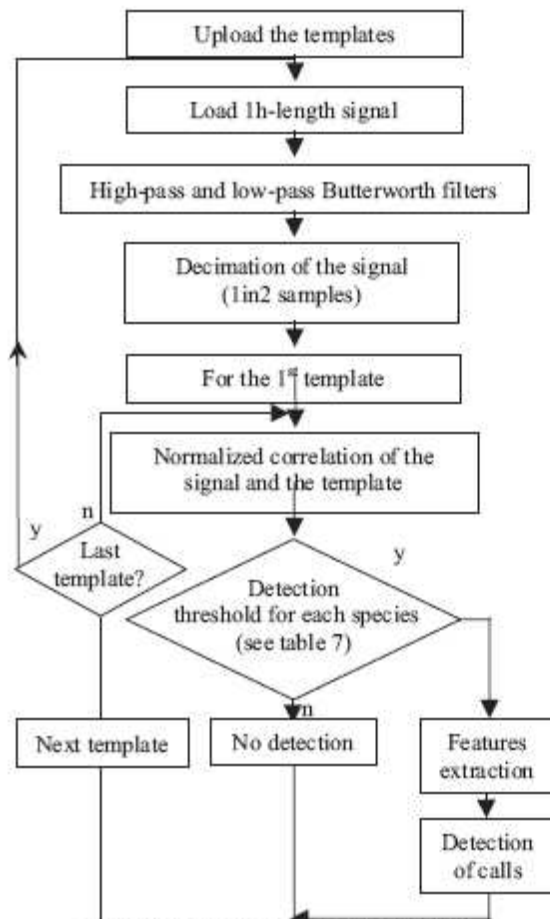 Upload the templates
Load 1h-length signal
High-pass and low-pass Butterworth filters
Decimation of the signal
(1in2 samples)
For the 1st template
Normalized correlation of the
signal and the template
n
y
Last
template?
y
Detection
threshold for each species
(see table 7)
n
Next template
No detection
Features
extraction
Detection
of calls